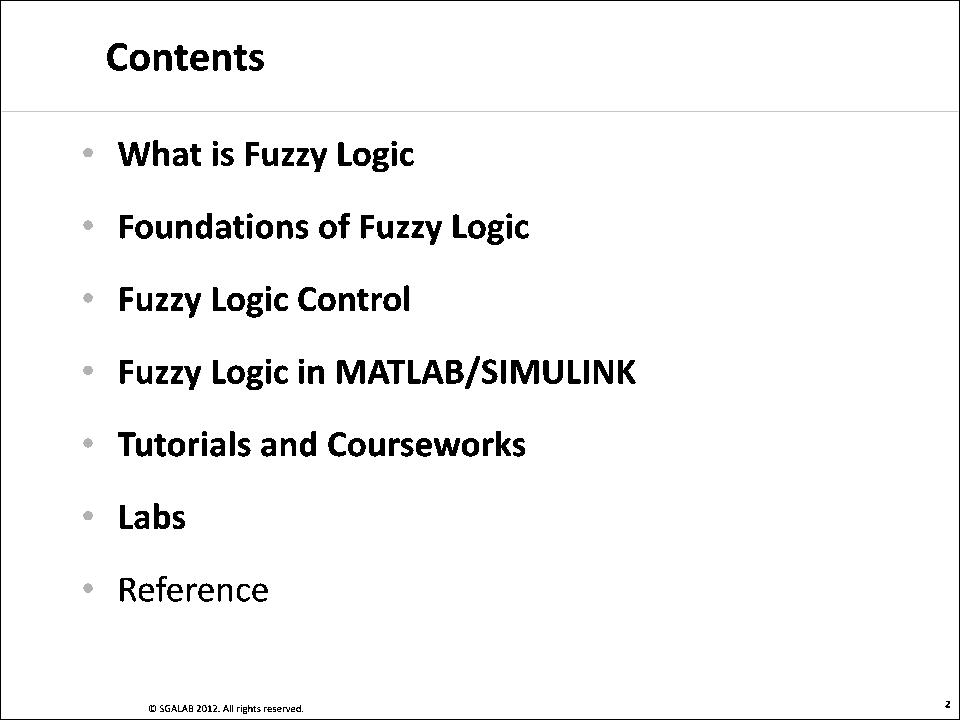 Contents
• What is Fuzzy Logic
• Foundations of Fuzzy Logic
• Fuzzy Logic Control
• Fuzzy Logic in MATLAB/SIMULINK
• Tutorials and Courseworks
• Labs
• Reference
© SGALAB 2012. All rights reserved.
2